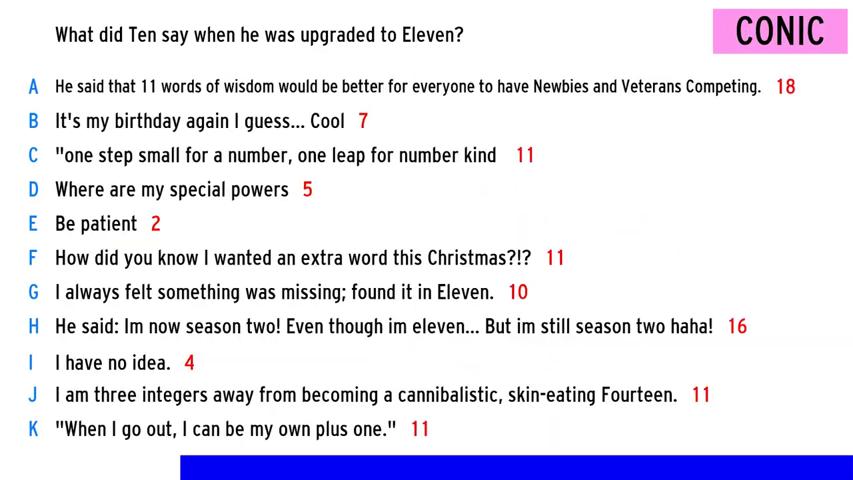 What did Ten say when he was upgraded to Eleven?
CONIC
A He said that 11 words of wisdom would be better for everyone to have Newbies and Veterans Competing. 18
B It's my birthday again I guess... Cool 7
C "one step small for a number, one leap for number kind 11
D Where are my special powers 5
E Be patient 2
F How did you know I wanted an extra word this Christmas?!? 11
G I always felt something was missing; found it in Eleven. 10
H He said: Im now season two! Even though im eleven... But im still season two haha! 16
I I have no idea. 4
J I am three integers away from becoming a cannibalistic, skin-eating Fourteen. 11
K "When I go out, I can be my own plus one." 11